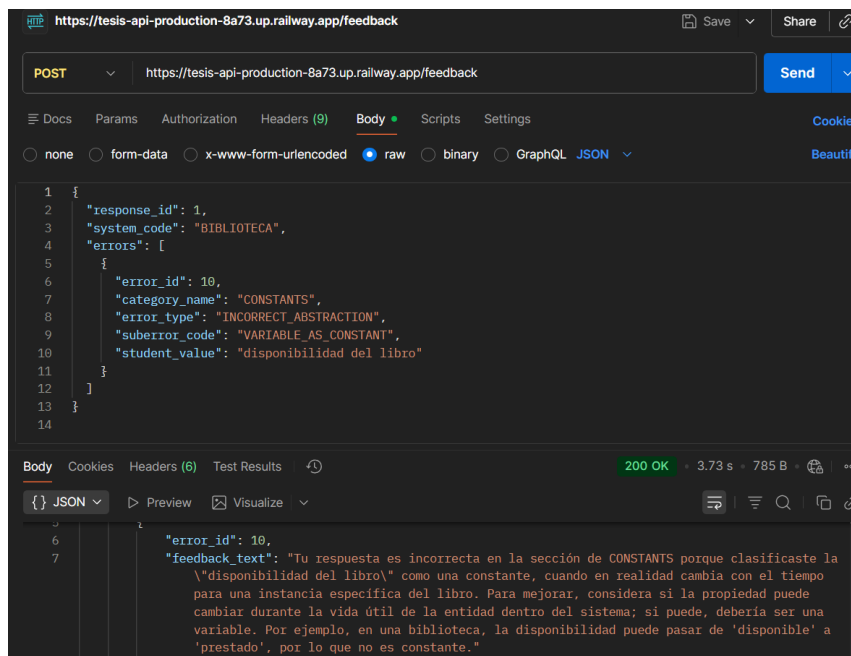 HTTP https://tesis-api-production-8a73.up.railway.app/feedback Save Share
POST https://tesis-api-production-8a73.up.railway.app/feedback Send
Docs Params Authorization Headers (9) Body Scripts Settings Cookie
none form-data x-www-form-urlencoded raw binary GraphQL JSON Beautif
1 {
2 "response_id": 1,
3 "system_code": "BIBLIOTECA",
4 "errors": [
5 {
6 "error_id": 10,
7 "category_name": "CONSTANTS",
8 "error_type": "INCORRECT_ABSTRACTION",
9 "suberror_code": "VARIABLE_AS_CONSTANT",
10 "student_value": "disponibilidad del libro"
11 }
12 ]
13 }
14
Body Cookies Headers (6) Test Results 200 OK • 3.73 s • 785 B
{} JSON Preview Visualize
5 {
6 "error_id": 10,
7 "feedback_text": "Tu respuesta es incorrecta en la sección de CONSTANTS porque clasificaste la
\"disponibilidad del libro\" como una constante, cuando en realidad cambia con el tiempo
para una instancia específica del libro. Para mejorar, considera si la propiedad puede
cambiar durante la vida útil de la entidad dentro del sistema; si puede, debería ser una
variable. Por ejemplo, en una biblioteca, la disponibilidad puede pasar de 'disponible' a
'prestado', por lo que no es constante."